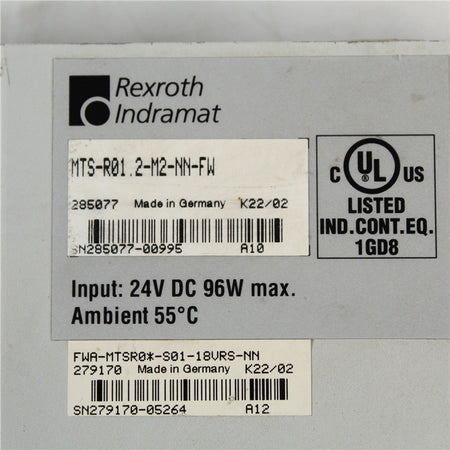 Rexroth
Indramat
MTS-R01.2-M2-NN-FW
285077 Made in Germany K22/02
SN285077-00995 A10
C UL US
LISTED
IND.CONT.EQ.
1GD8
Input: 24V DC 96W max.
Ambient 55°C
FWA-MTSR0*-S01-18VRS-NN
279170 Made in Germany K22/02
SN279170-05264 A12